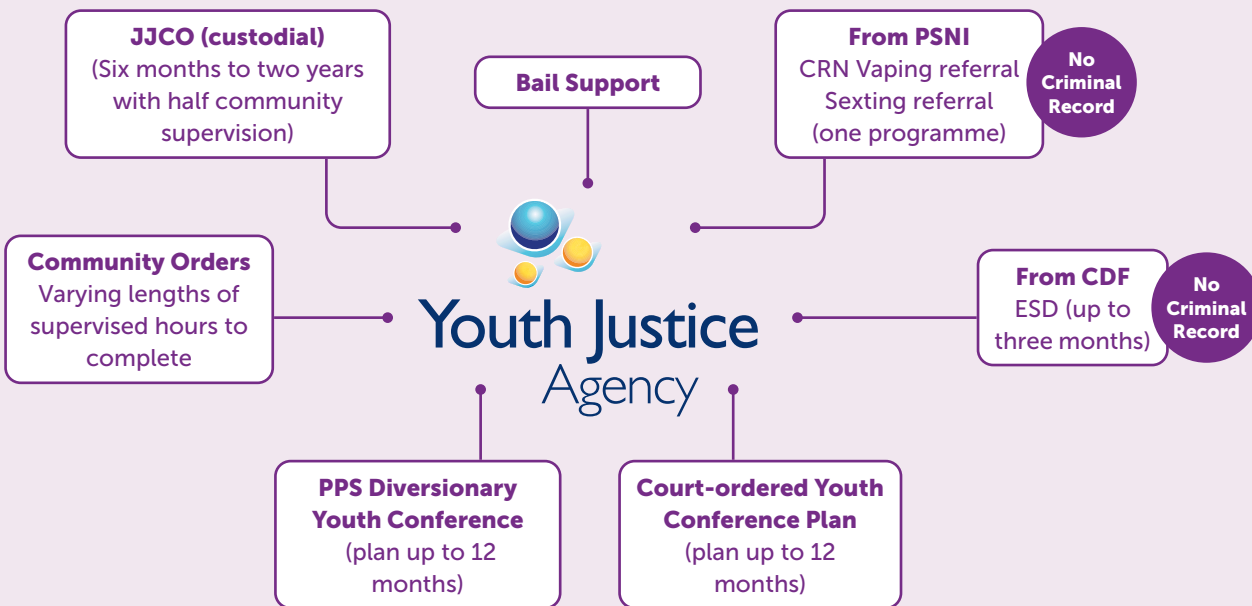 JJCO (custodial)
(Six months to two years
with half community
supervision)
Bail Support
From PSNI
CRN Vaping referral
Sexting referral
(one programme)
No
Criminal
Record
Community Orders
Varying lengths of
supervised hours to
complete
Youth Justice
Agency
From CDF
ESD (up to
three months)
No
Criminal
Record
PPS Diversionary
Youth Conference
(plan up to 12
months)
Court-ordered Youth
Conference Plan
(plan up to 12
months)